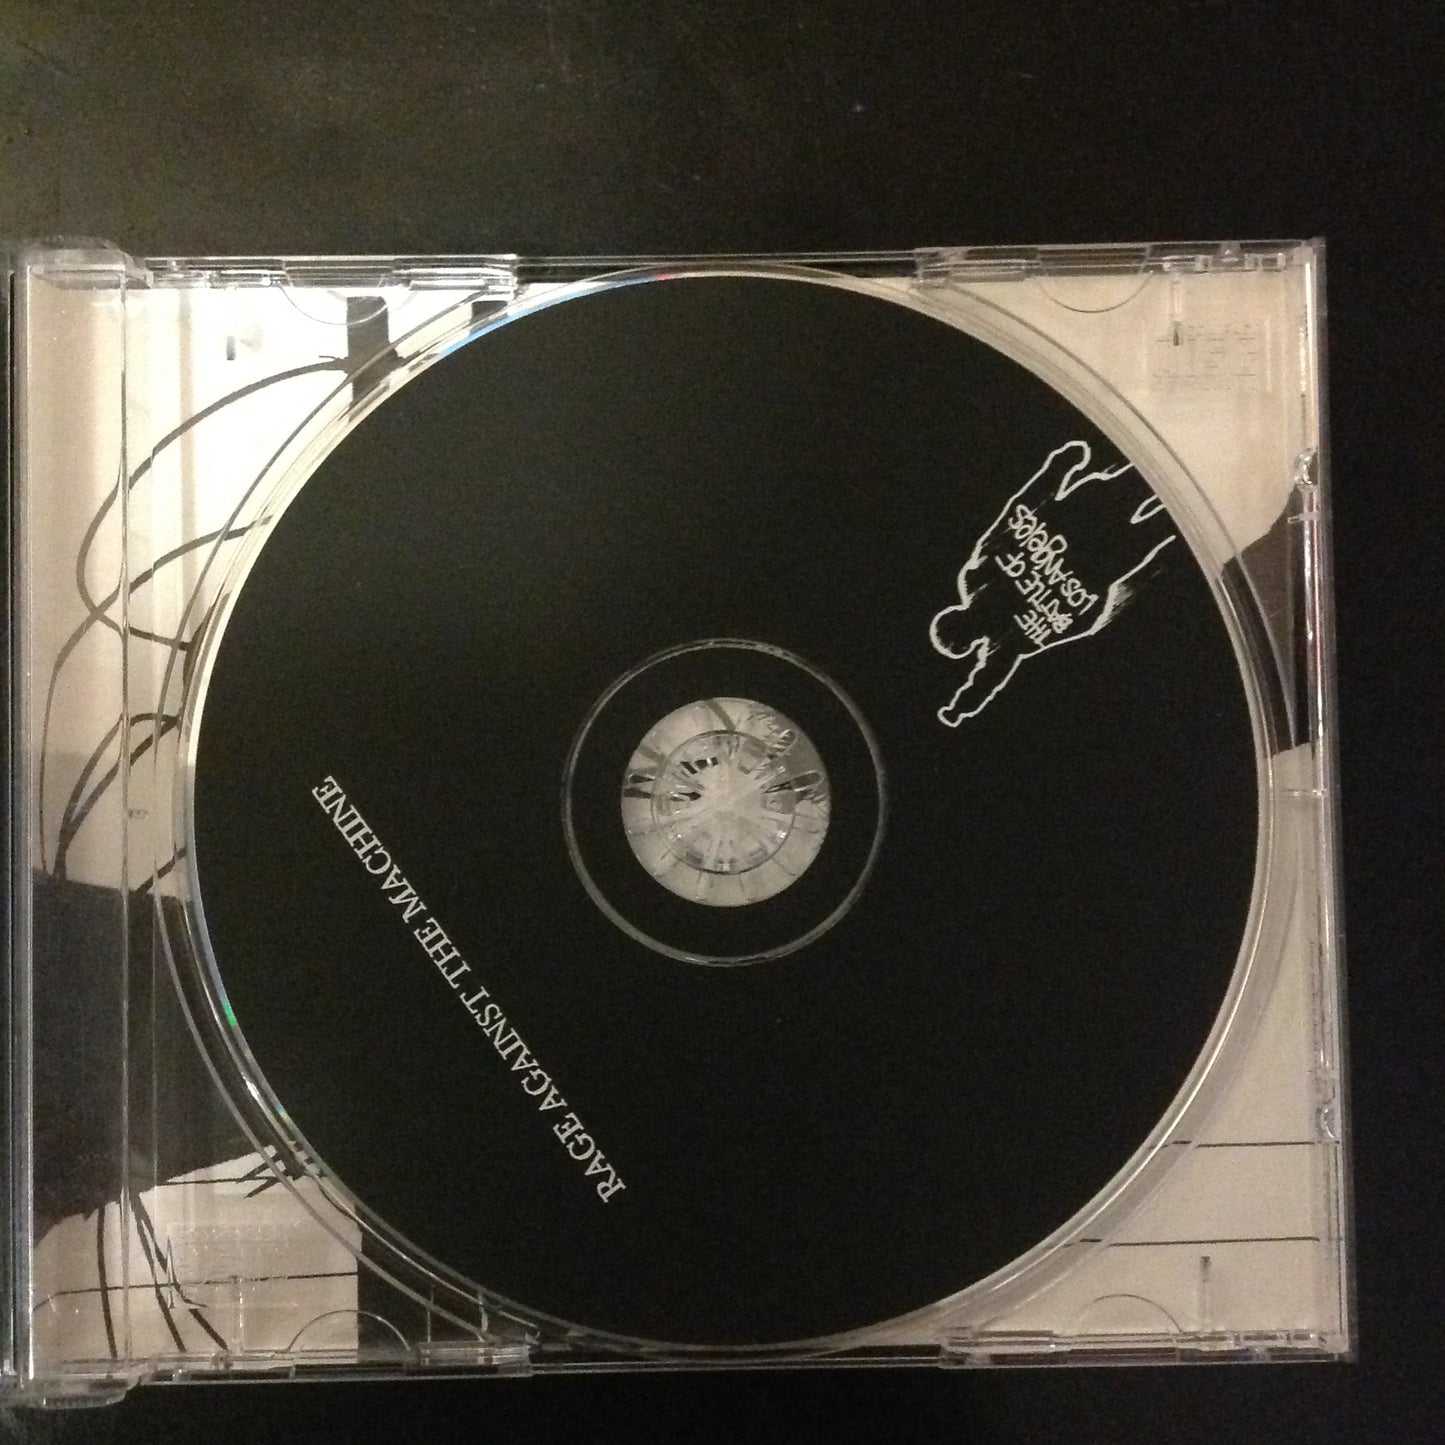 RAGE AGAINST THE MACHINE
THE
BATTLE OF
LOS ANgeles